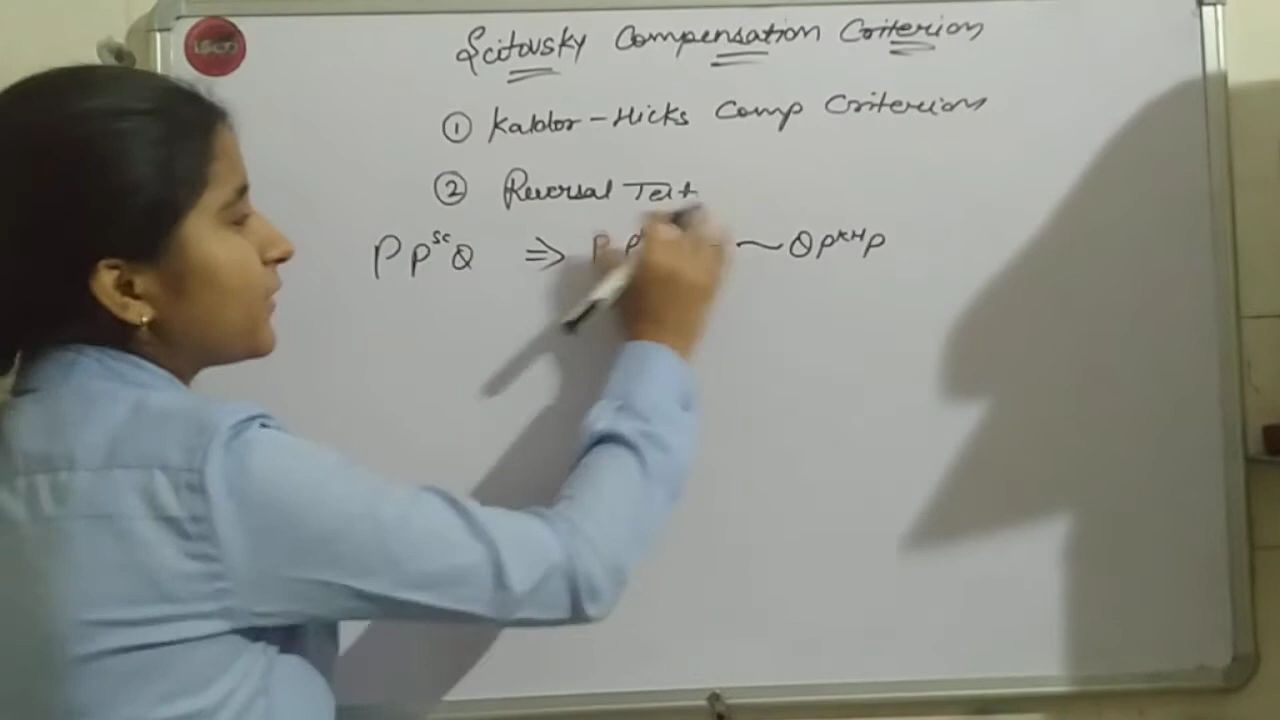 Scitovsky Compensation Criterion
① Kaldor-Hicks Comp Criterion
② Reversal Test
P P^SC Q ⇒ P P ~ Q P^KH P